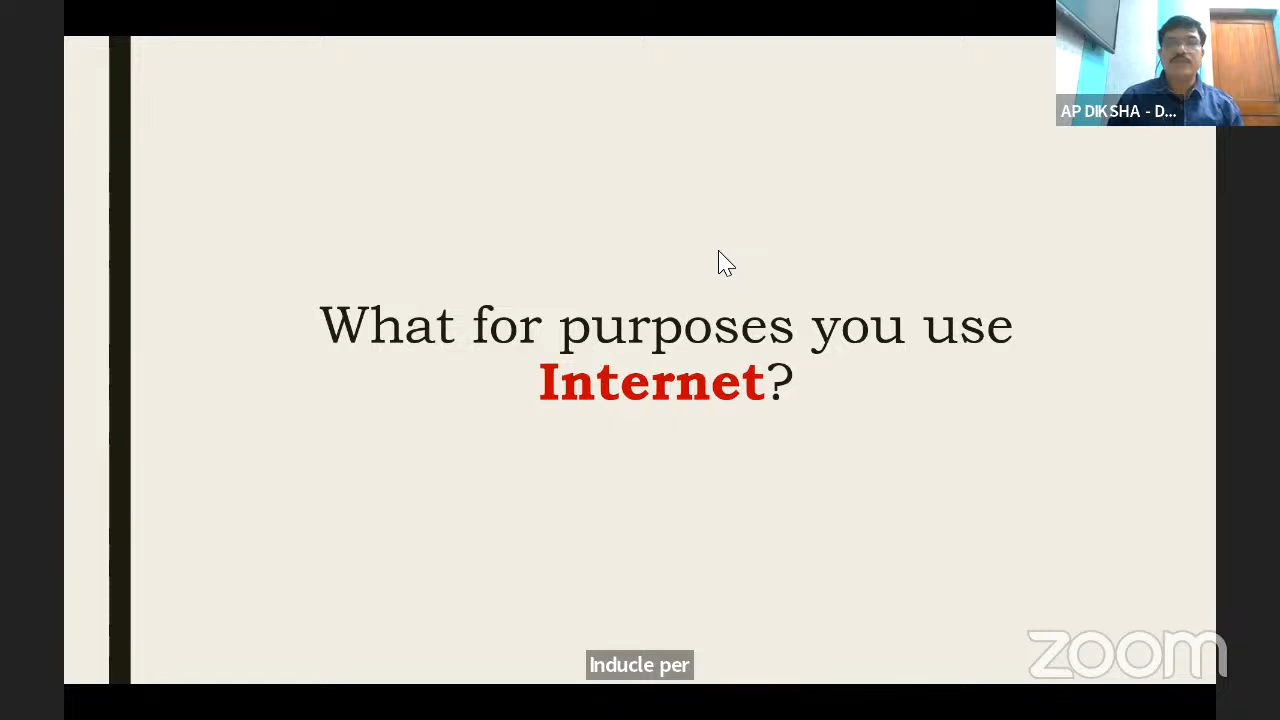 AP DIKSHA - D...
What for purposes you use
Internet?
Inducle per
zoom